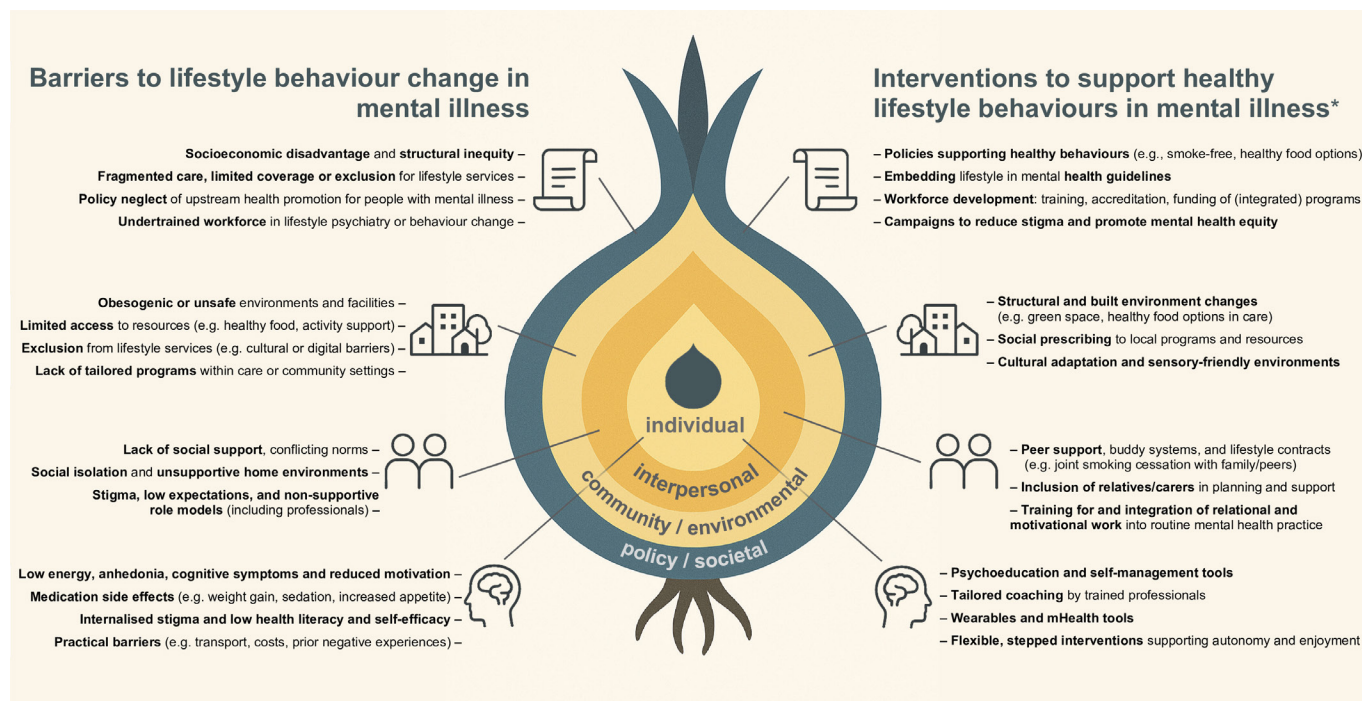 Barriers to lifestyle behaviour change in
mental illness
Socioeconomic disadvantage and structural inequity –
Fragmented care, limited coverage or exclusion for lifestyle services –
Policy neglect of upstream health promotion for people with mental illness –
Undertrained workforce in lifestyle psychiatry or behaviour change –
Obesogenic or unsafe environments and facilities –
Limited access to resources (e.g. healthy food, activity support) –
Exclusion from lifestyle services (e.g. cultural or digital barriers) –
Lack of tailored programs within care or community settings –
Lack of social support, conflicting norms –
Social isolation and unsupportive home environments –
Stigma, low expectations, and non-supportive
role models (including professionals) –
Low energy, anhedonia, cognitive symptoms and reduced motivation –
Medication side effects (e.g. weight gain, sedation, increased appetite) –
Internalised stigma and low health literacy and self-efficacy –
Practical barriers (e.g. transport, costs, prior negative experiences) –
individual
interpersonal
community / environmental
policy / societal
Interventions to support healthy
lifestyle behaviours in mental illness*
– Policies supporting healthy behaviours (e.g., smoke-free, healthy food options)
– Embedding lifestyle in mental health guidelines
– Workforce development: training, accreditation, funding of (integrated) programs
– Campaigns to reduce stigma and promote mental health equity
– Structural and built environment changes
(e.g. green space, healthy food options in care)
– Social prescribing to local programs and resources
– Cultural adaptation and sensory-friendly environments
– Peer support, buddy systems, and lifestyle contracts
(e.g. joint smoking cessation with family/peers)
– Inclusion of relatives/carers in planning and support
– Training for and integration of relational and
motivational work into routine mental health practice
– Psychoeducation and self-management tools
– Tailored coaching by trained professionals
– Wearables and mHealth tools
– Flexible, stepped interventions supporting autonomy and enjoyment